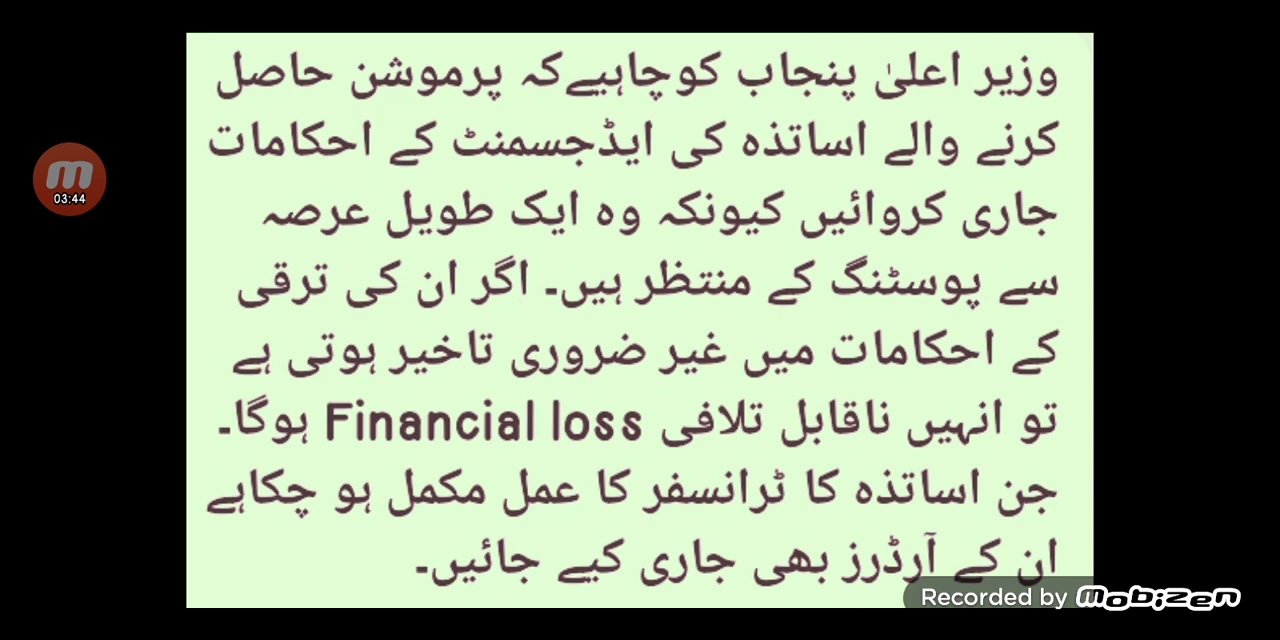 وزیر اعلیٰ پنجاب کوچاہیےکہ پرموشن حاصل
کرنے والے اساتذہ کی ایڈجسمنٹ کے احکامات
جاری کروائیں کیونکہ وہ ایک طویل عرصہ
سے پوسٹنگ کے منتظر ہیں۔ اگر ان کی ترقی
کے احکامات میں غیر ضروری تاخیر ہوتی ہے
تو انہیں ناقابل تلافی Financial loss ہوگا۔
جن اساتذہ کا ٹرانسفر کا عمل مکمل ہو چکاہے
ان کے آرڈرز بھی جاری کیے جائیں۔
03:44
Recorded by mobizen